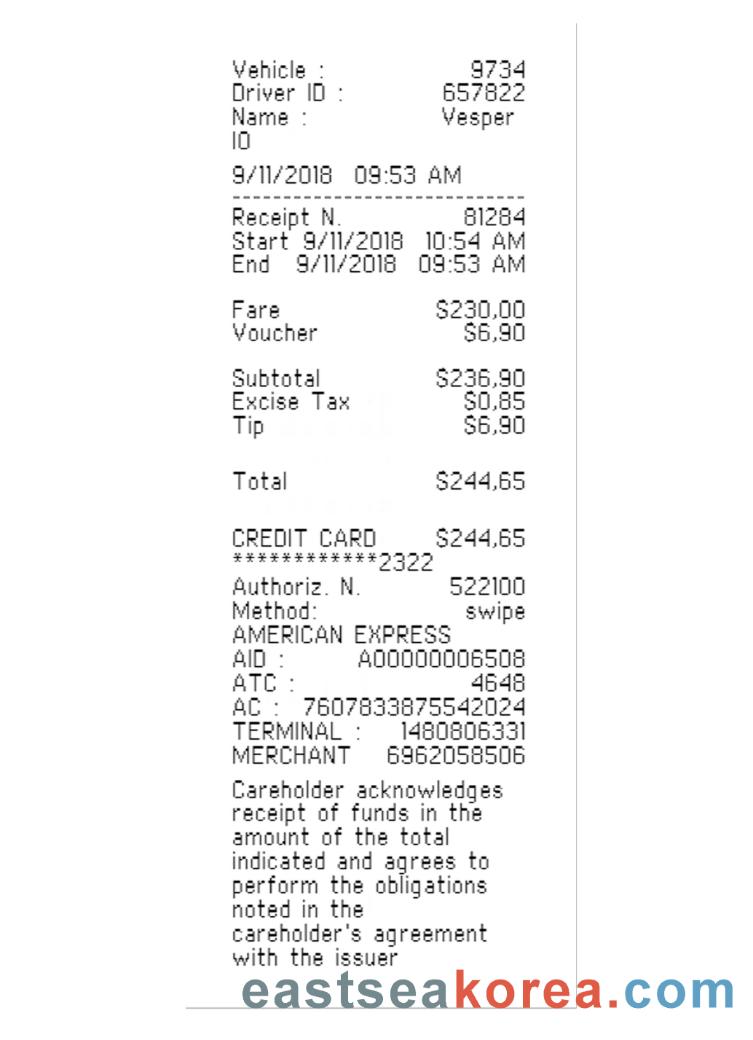 Vehicle : 9734
Driver ID : 657822
Name : Vesper
IO
9/11/2018 09:53 AM
----------------------------
Receipt N. 81284
Start 9/11/2018 10:54 AM
End 9/11/2018 09:53 AM
Fare $230,00
Voucher $6,90
Subtotal $236,90
Excise Tax $0,85
Tip $6,90
Total $244,65
CREDIT CARD $244,65
************2322
Authoriz. N. 522100
Method: swipe
AMERICAN EXPRESS
AID : A00000006508
ATC : 4648
AC : 7607833875542024
TERMINAL : 1480806331
MERCHANT 6962058506
Careholder acknowledges
receipt of funds in the
amount of the total
indicated and agrees to
perform the obligations
noted in the
careholder's agreement
with the issuer
eastseakorea.com